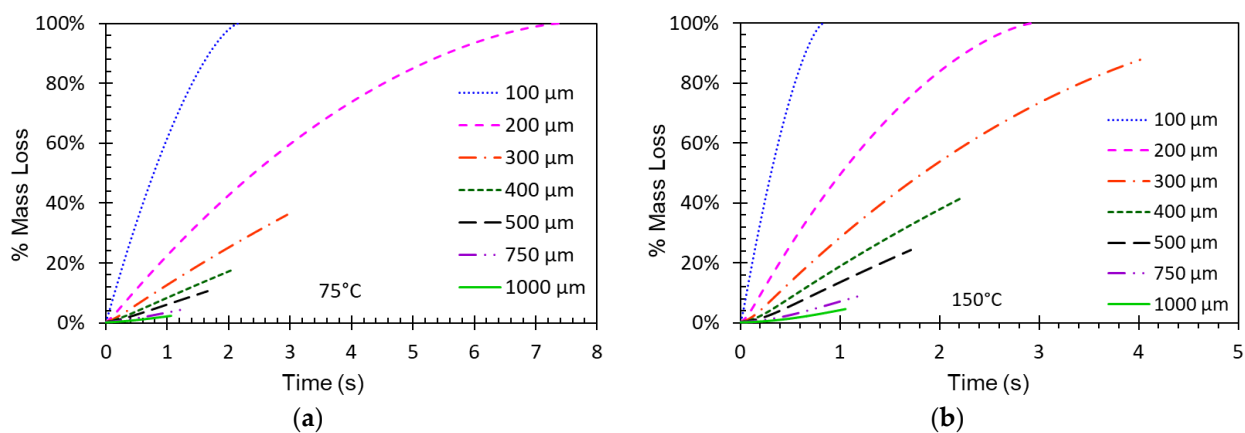 100%
80%
60%
40%
20%
0%
% Mass Loss
100 µm
200 µm
300 µm
400 µm
500 µm
750 µm
1000 µm
75°C
0 1 2 3 4 5 6 7 8
Time (s)
(a)
100%
80%
60%
40%
20%
0%
% Mass Loss
100 µm
200 µm
300 µm
400 µm
500 µm
750 µm
1000 µm
150°C
0 1 2 3 4 5
Time (s)
(b)